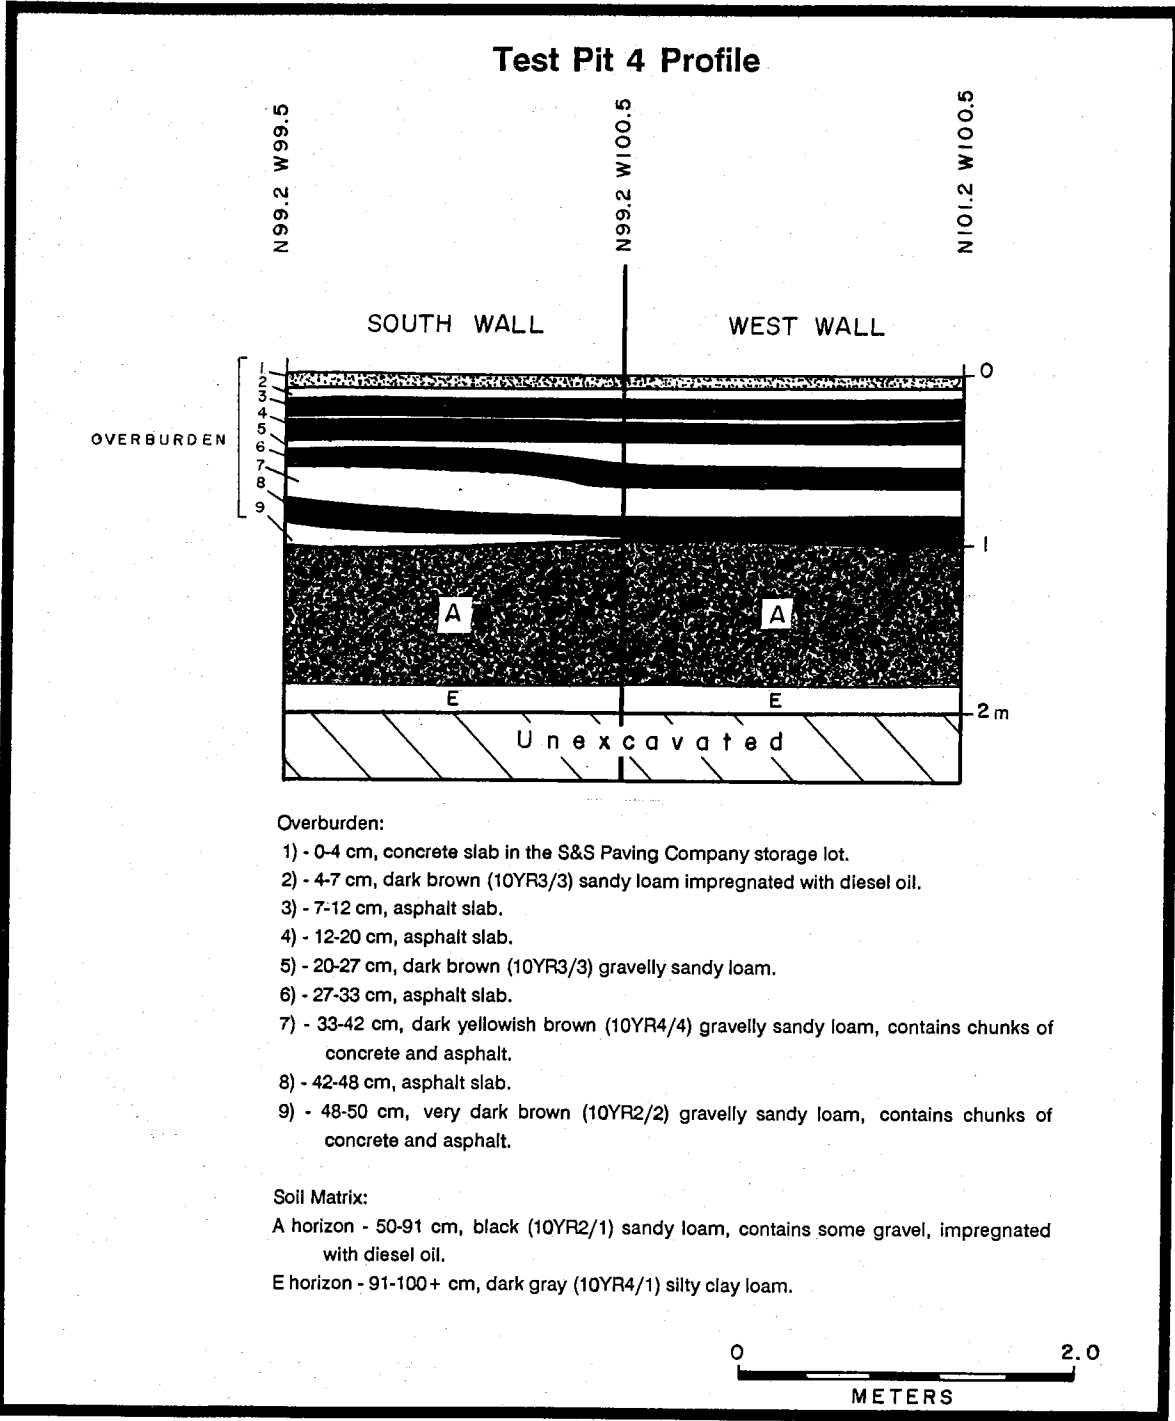 Test Pit 4 Profile
N99.2 W99.5
N99.2 W100.5
N101.2 W100.5
SOUTH WALL
WEST WALL
OVERBURDEN
1
2
3
4
5
6
7
8
9
0
1
2m
A
A
E
E
Unexcavated
Overburden:
1) - 0-4 cm, concrete slab in the S&S Paving Company storage lot.
2) - 4-7 cm, dark brown (10YR3/3) sandy loam impregnated with diesel oil.
3) - 7-12 cm, asphalt slab.
4) - 12-20 cm, asphalt slab.
5) - 20-27 cm, dark brown (10YR3/3) gravelly sandy loam.
6) - 27-33 cm, asphalt slab.
7) - 33-42 cm, dark yellowish brown (10YR4/4) gravelly sandy loam, contains chunks of
concrete and asphalt.
8) - 42-48 cm, asphalt slab.
9) - 48-50 cm, very dark brown (10YR2/2) gravelly sandy loam, contains chunks of
concrete and asphalt.
Soil Matrix:
A horizon - 50-91 cm, black (10YR2/1) sandy loam, contains some gravel, impregnated
with diesel oil.
E horizon - 91-100+ cm, dark gray (10YR4/1) silty clay loam.
0 2.0
METERS